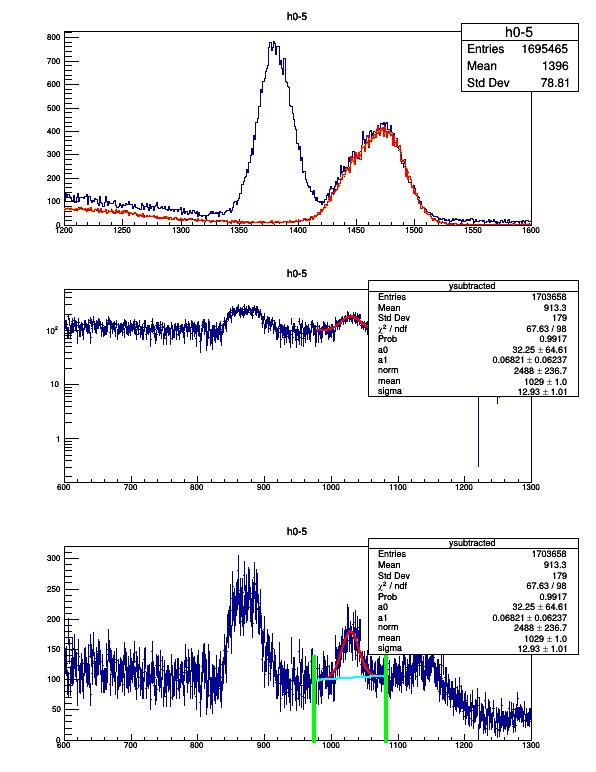 h0-5
h0-5
Entries 1695465
Mean 1396
Std Dev 78.81
800
700
600
500
400
300
200
100
0
1200 1250 1300 1350 1400 1450 1500 1550 1600
h0-5
ysubtracted
Entries 1703658
Mean 913.3
Std Dev 179
χ² / ndf 67.63 / 98
Prob 0.9917
a0 32.25 ± 64.61
a1 0.06821 ± 0.06237
norm 2488 ± 236.7
mean 1029 ± 1.0
sigma 12.93 ± 1.01
10²
10
1
600 700 800 900 1000 1100 1200 1300
h0-5
ysubtracted
Entries 1703658
Mean 913.3
Std Dev 179
χ² / ndf 67.63 / 98
Prob 0.9917
a0 32.25 ± 64.61
a1 0.06821 ± 0.06237
norm 2488 ± 236.7
mean 1029 ± 1.0
sigma 12.93 ± 1.01
300
250
200
150
100
50
0
600 700 800 900 1000 1100 1200 1300